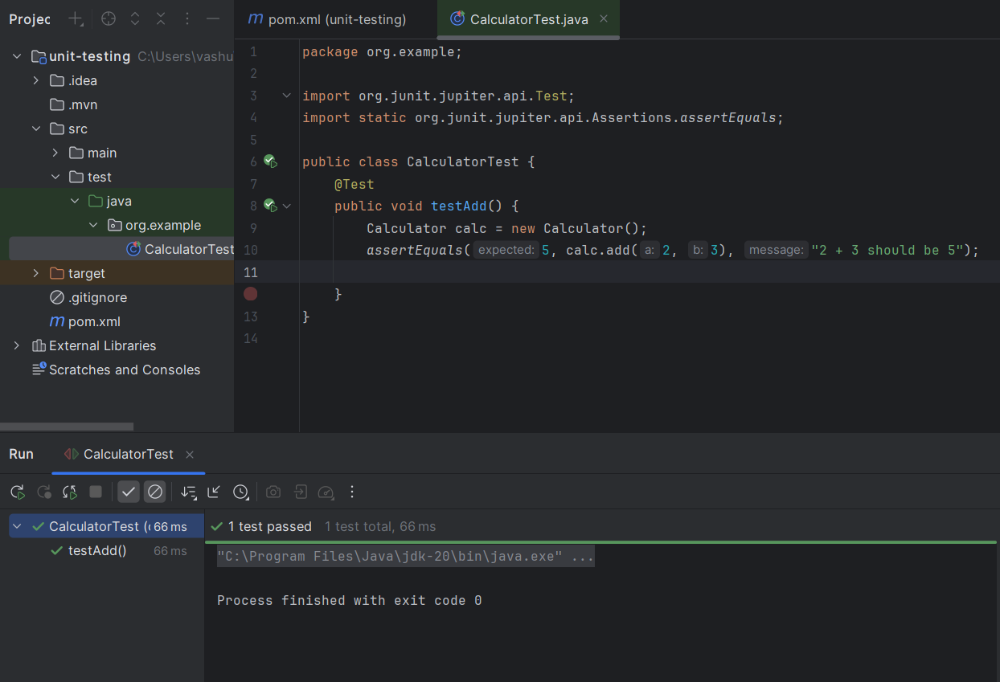 Projec
m pom.xml (unit-testing)
CalculatorTest.java
unit-testing C:\Users\vashu
.idea
.mvn
src
main
test
java
org.example
CalculatorTest
target
.gitignore
m pom.xml
External Libraries
Scratches and Consoles
1 package org.example;
2
3 import org.junit.jupiter.api.Test;
4 import static org.junit.jupiter.api.Assertions.assertEquals;
5
6 public class CalculatorTest {
7 @Test
8 public void testAdd() {
9 Calculator calc = new Calculator();
10 assertEquals( expected: 5, calc.add( a: 2, b: 3), message: "2 + 3 should be 5");
11
}
13 }
14
Run
CalculatorTest
CalculatorTest ( 66 ms
testAdd() 66 ms
1 test passed 1 test total, 66 ms
"C:\Program Files\Java\jdk-20\bin\java.exe" ...
Process finished with exit code 0